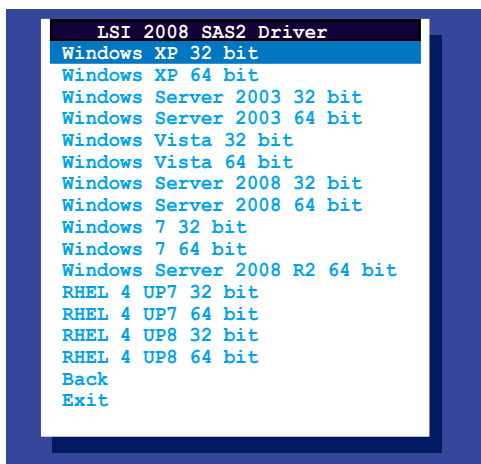 LSI 2008 SAS2 Driver
Windows XP 32 bit
Windows XP 64 bit
Windows Server 2003 32 bit
Windows Server 2003 64 bit
Windows Vista 32 bit
Windows Vista 64 bit
Windows Server 2008 32 bit
Windows Server 2008 64 bit
Windows 7 32 bit
Windows 7 64 bit
Windows Server 2008 R2 64 bit
RHEL 4 UP7 32 bit
RHEL 4 UP7 64 bit
RHEL 4 UP8 32 bit
RHEL 4 UP8 64 bit
Back
Exit